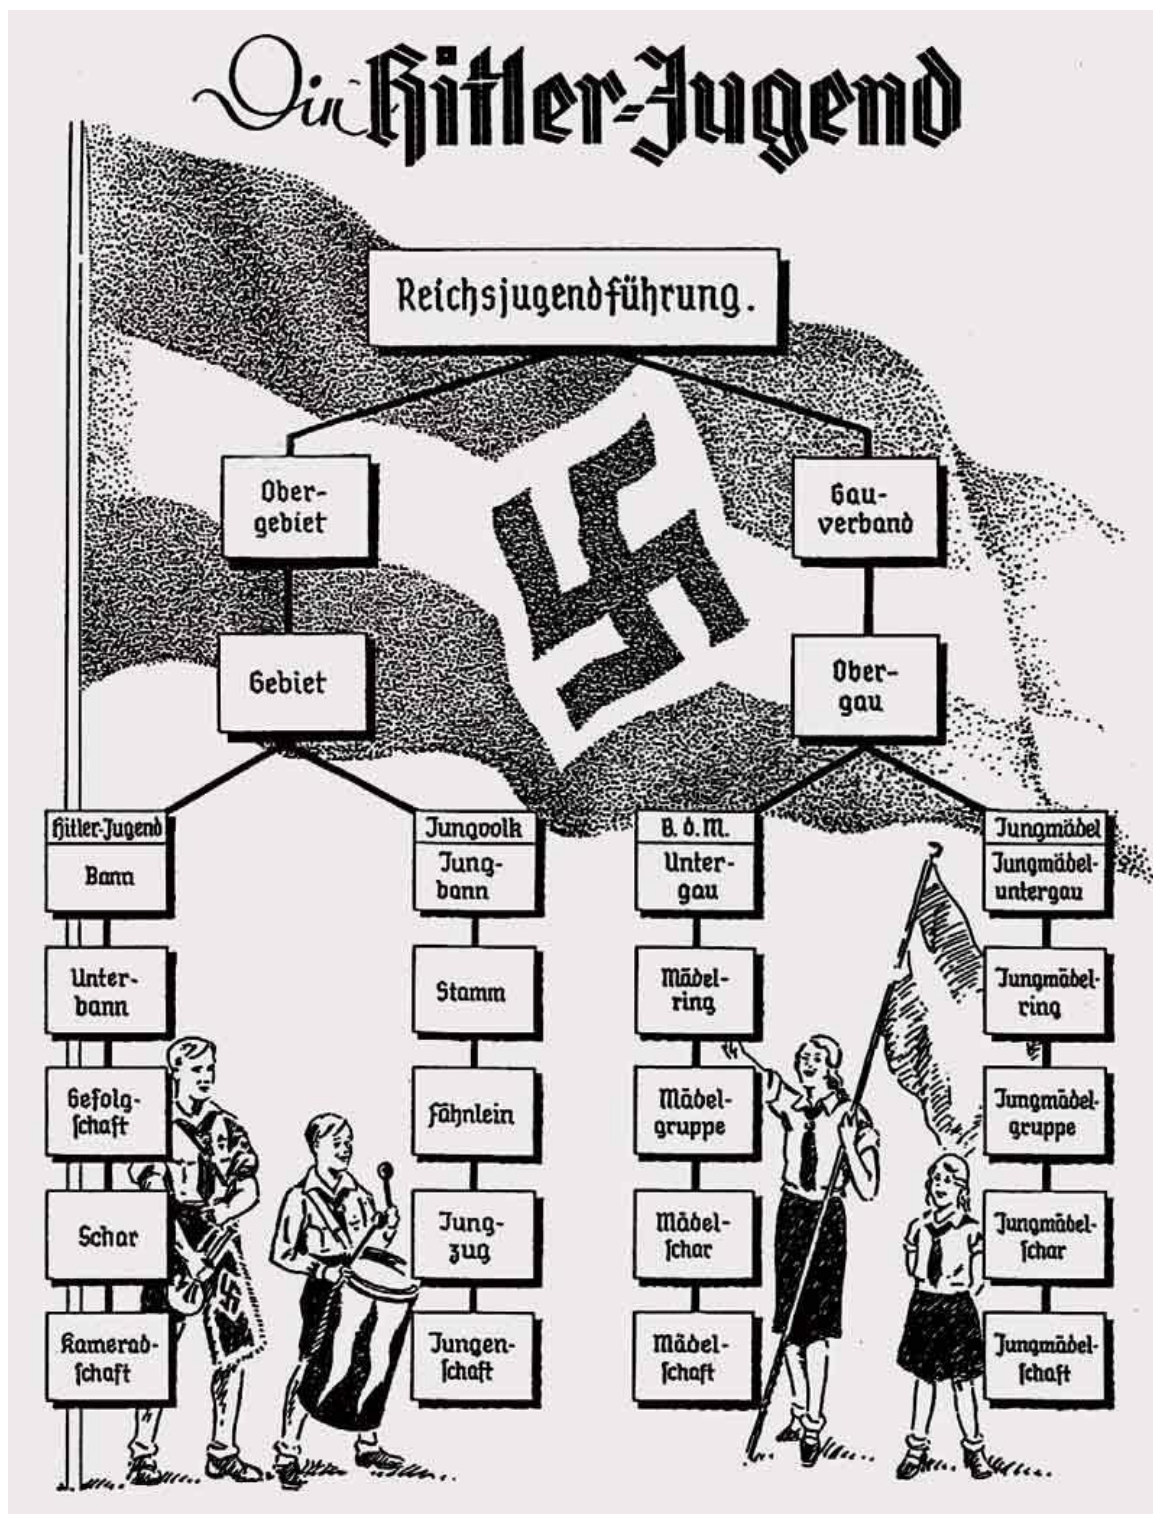 Die Hitler-Jugend
Reichsjugendführung.
Ober-
gebiet
Gau-
verband
Gebiet
Ober-
gau
Hitler-Jugend
Bann
Jungvolk
Jung-
bann
B.d.M.
Unter-
gau
Jungmädel
Jungmädel-
untergau
Unter-
bann
Stamm
Mädel-
ring
Jungmädel-
ring
Gefolg-
schaft
Fähnlein
Mädel-
gruppe
Jungmädel-
gruppe
Schar
Jung-
zug
Mädel-
schar
Jungmädel-
schar
Kamerad-
schaft
Jungen-
schaft
Mädel-
schaft
Jungmädel-
schaft